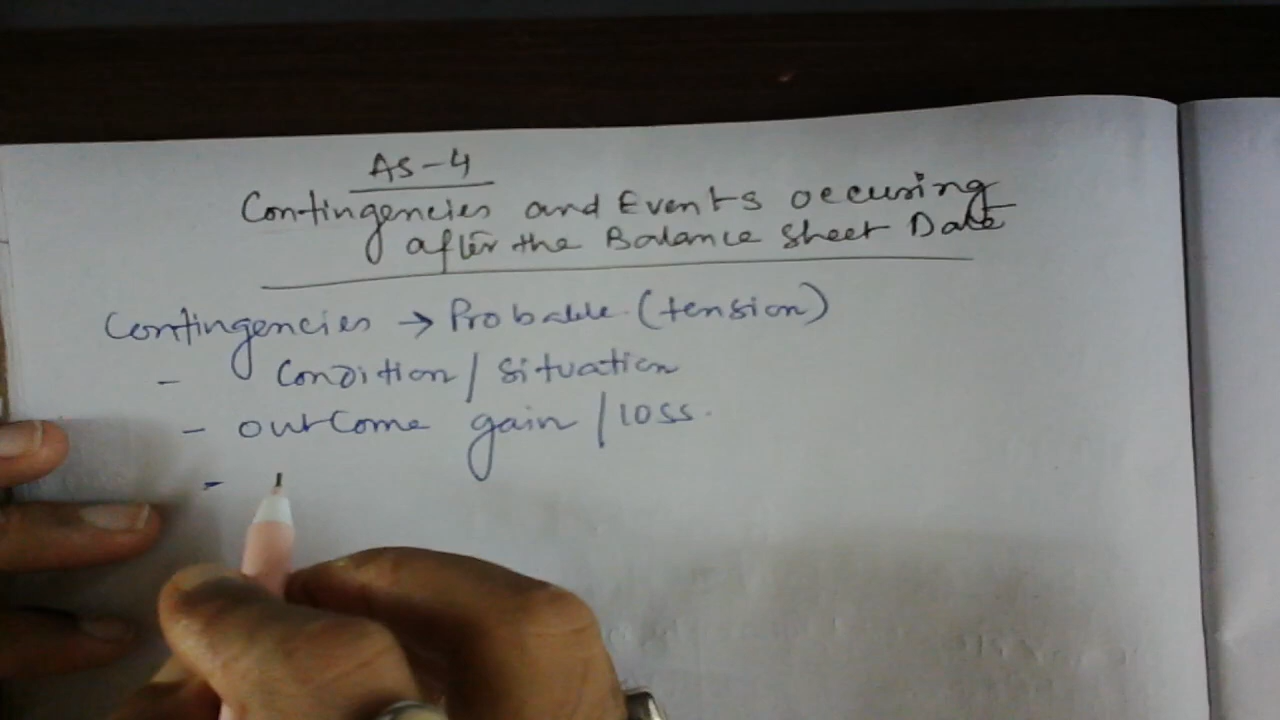 AS-4
Contingencies and Events occuring
after the Balance Sheet Date
Contingencies → Probable (tension)
- Condition / Situation
- outcome gain / loss.
-